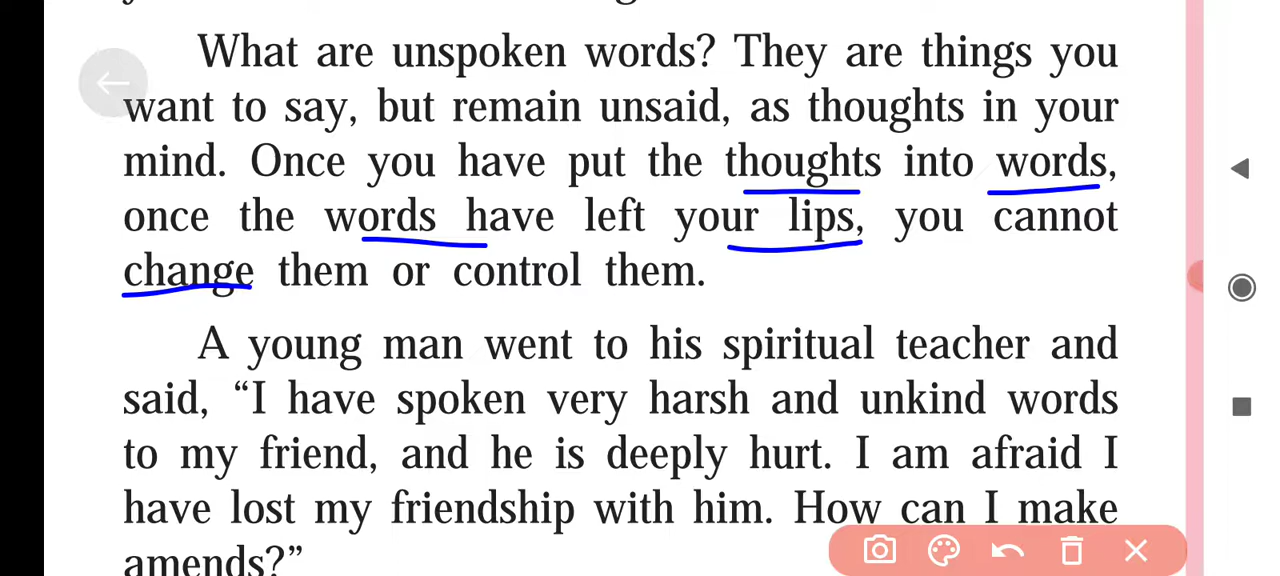 What are unspoken words? They are things you
want to say, but remain unsaid, as thoughts in your
mind. Once you have put the thoughts into words,
once the words have left your lips, you cannot
change them or control them.
A young man went to his spiritual teacher and
said, “I have spoken very harsh and unkind words
to my friend, and he is deeply hurt. I am afraid I
have lost my friendship with him. How can I make
amends?”